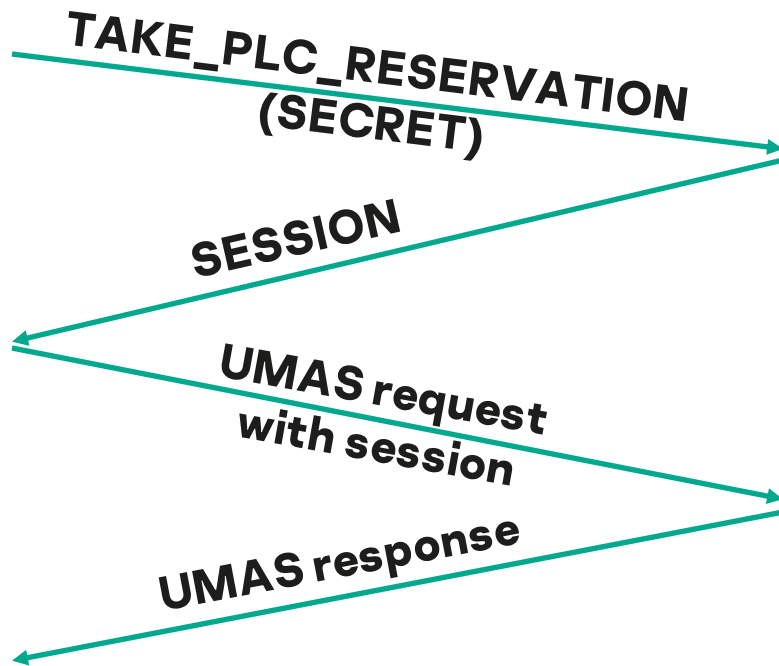 TAKE_PLC_RESERVATION
(SECRET)
SESSION
UMAS request
with session
UMAS response